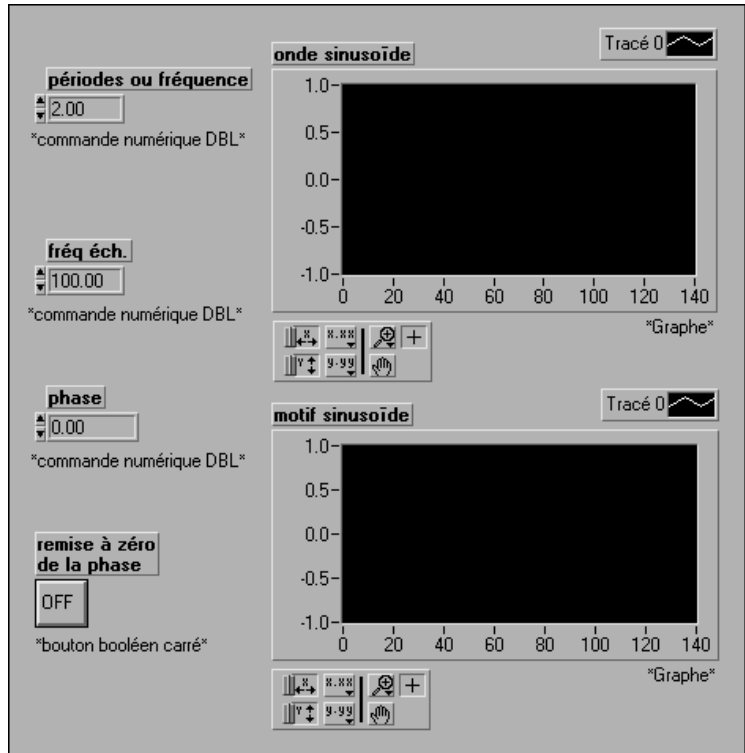 périodes ou fréquence
2.00
*commande numérique DBL*
fréq éch.
100.00
*commande numérique DBL*
phase
0.00
*commande numérique DBL*
remise à zéro
de la phase
OFF
*bouton booléen carré*
onde sinusoïde
Tracé 0
1.0
0.5
0.0
-0.5
-1.0
0 20 40 60 80 100 120 140
*Graphe*
x.xx
y.yy
motif sinusoïde
Tracé 0
1.0
0.5
0.0
-0.5
-1.0
0 20 40 60 80 100 120 140
*Graphe*
x.xx
y.yy